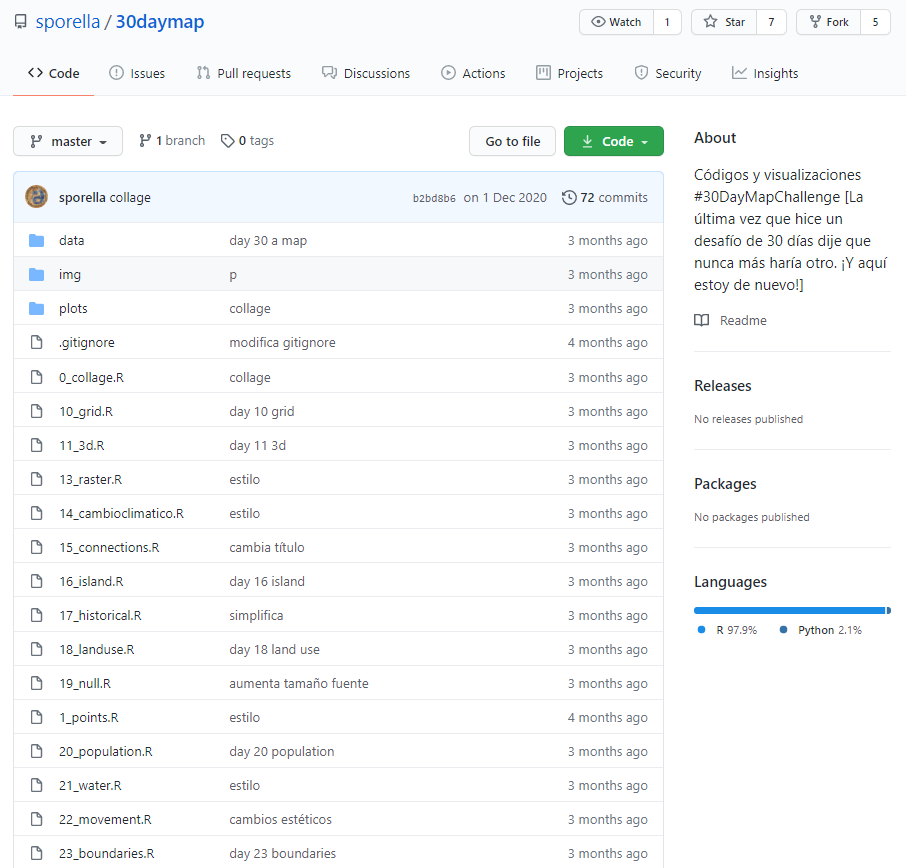 sporella / 30daymap
Watch 1 Star 7 Fork 5
Code Issues Pull requests Discussions Actions Projects Security Insights
master 1 branch 0 tags Go to file Code
sporella collage b2bd8b6 on 1 Dec 2020 72 commits
data day 30 a map 3 months ago
img p 3 months ago
plots collage 3 months ago
.gitignore modifica gitignore 4 months ago
0_collage.R collage 3 months ago
10_grid.R day 10 grid 3 months ago
11_3d.R day 11 3d 3 months ago
13_raster.R estilo 3 months ago
14_cambioclimatico.R estilo 3 months ago
15_connections.R cambia título 3 months ago
16_island.R day 16 island 3 months ago
17_historical.R simplifica 3 months ago
18_landuse.R day 18 land use 3 months ago
19_null.R aumenta tamaño fuente 3 months ago
1_points.R estilo 4 months ago
20_population.R day 20 population 3 months ago
21_water.R estilo 3 months ago
22_movement.R cambios estéticos 3 months ago
23_boundaries.R day 23 boundaries 3 months ago
About
Códigos y visualizaciones
#30DayMapChallenge [La
última vez que hice un
desafío de 30 días dije que
nunca más haría otro. ¡Y aquí
estoy de nuevo!]
Readme
Releases
No releases published
Packages
No packages published
Languages
R 97.9% Python 2.1%